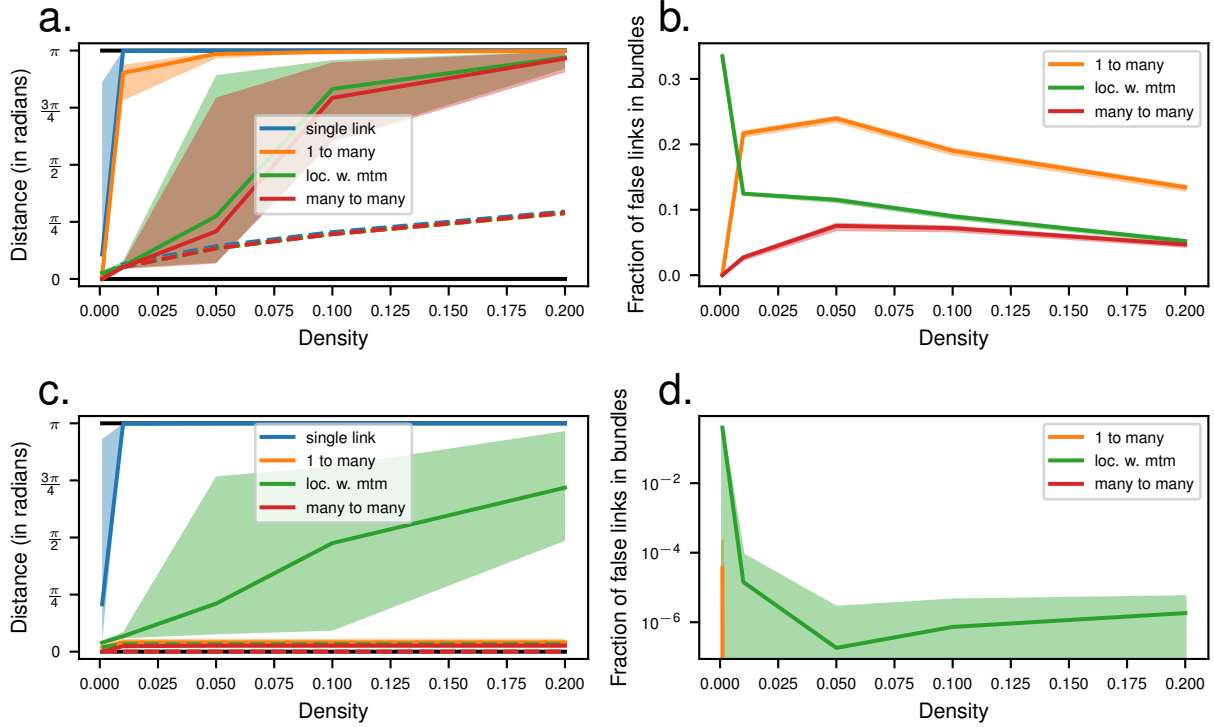 a.
Distance (in radians)
π
3π/4
π/2
π/4
0
single link
1 to many
loc. w. mtm
many to many
0.000 0.025 0.050 0.075 0.100 0.125 0.150 0.175 0.200
Density
b.
Fraction of false links in bundles
0.3
0.2
0.1
0.0
1 to many
loc. w. mtm
many to many
0.000 0.025 0.050 0.075 0.100 0.125 0.150 0.175 0.200
Density
c.
Distance (in radians)
π
3π/4
π/2
π/4
0
single link
1 to many
loc. w. mtm
many to many
0.000 0.025 0.050 0.075 0.100 0.125 0.150 0.175 0.200
Density
d.
Fraction of false links in bundles
10⁻²
10⁻⁴
10⁻⁶
1 to many
loc. w. mtm
many to many
0.000 0.025 0.050 0.075 0.100 0.125 0.150 0.175 0.200
Density